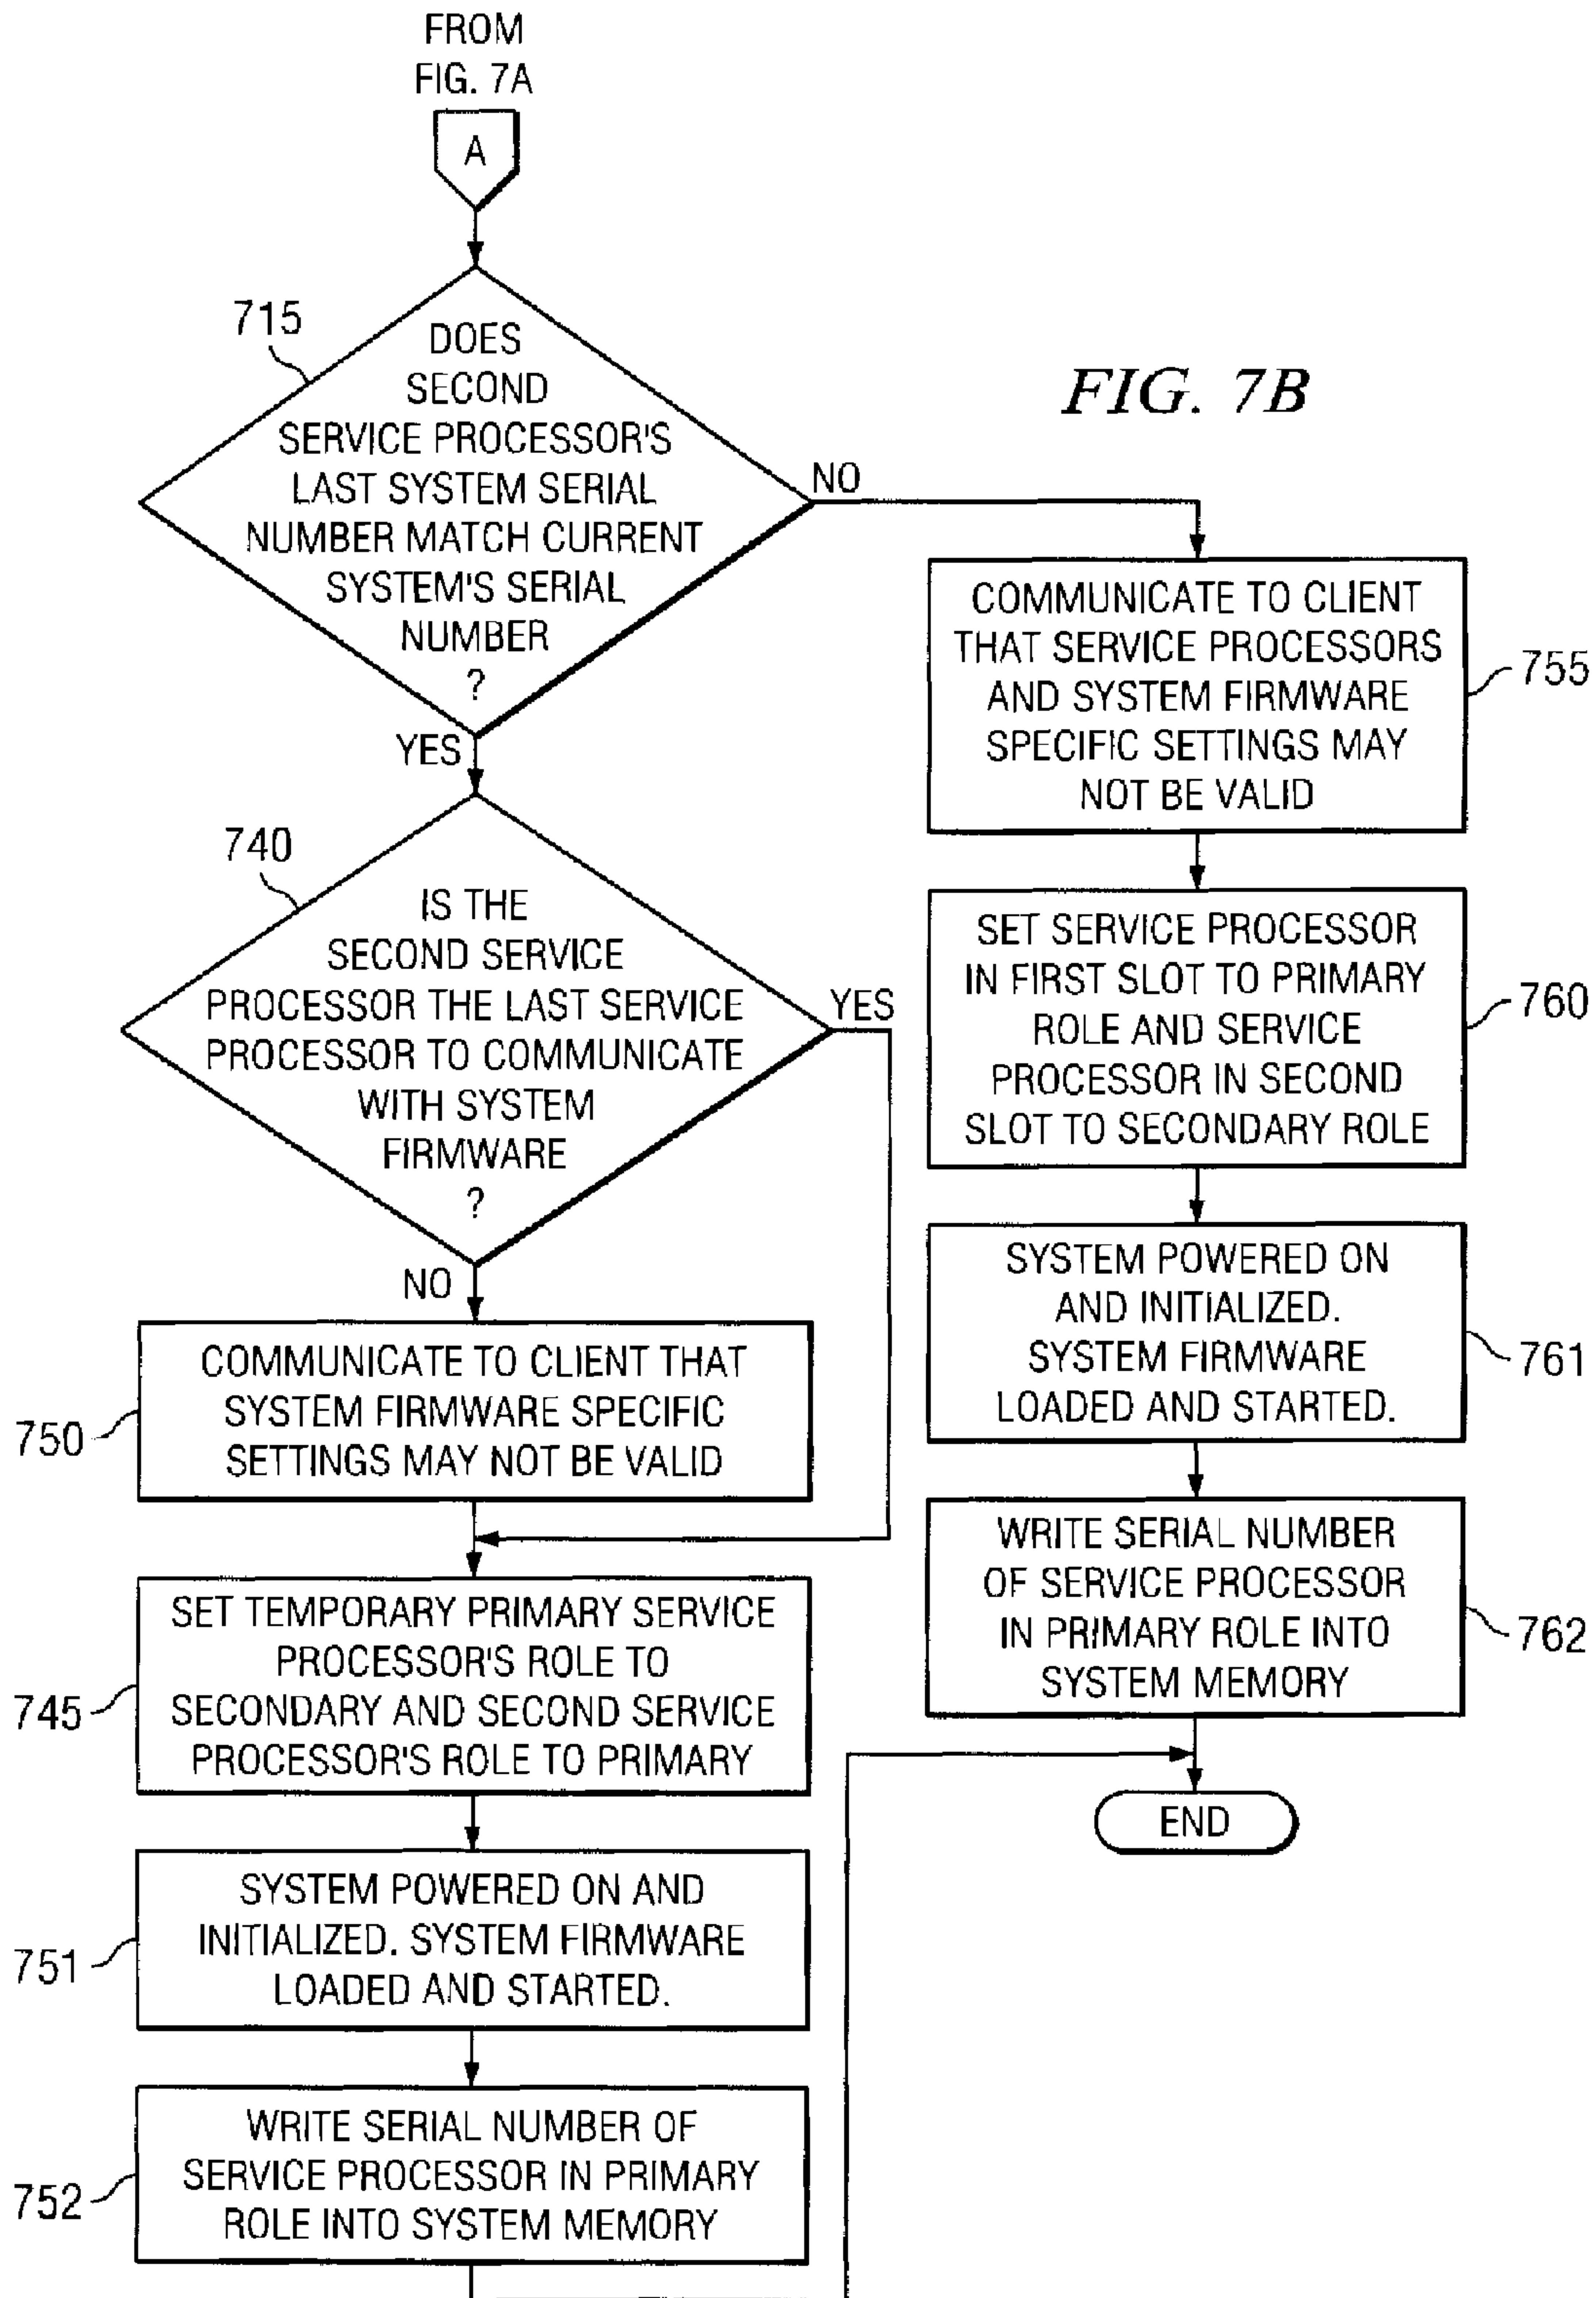 FROM
FIG. 7A
A
FIG. 7B
715
DOES
SECOND
SERVICE PROCESSOR'S
LAST SYSTEM SERIAL
NUMBER MATCH CURRENT
SYSTEM'S SERIAL
NUMBER
?
NO
YES
740
IS THE
SECOND SERVICE
PROCESSOR THE LAST SERVICE
PROCESSOR TO COMMUNICATE
WITH SYSTEM
FIRMWARE
?
YES
NO
750
COMMUNICATE TO CLIENT THAT
SYSTEM FIRMWARE SPECIFIC
SETTINGS MAY NOT BE VALID
745
SET TEMPORARY PRIMARY SERVICE
PROCESSOR'S ROLE TO
SECONDARY AND SECOND SERVICE
PROCESSOR'S ROLE TO PRIMARY
751
SYSTEM POWERED ON AND
INITIALIZED. SYSTEM FIRMWARE
LOADED AND STARTED.
752
WRITE SERIAL NUMBER OF
SERVICE PROCESSOR IN PRIMARY
ROLE INTO SYSTEM MEMORY
COMMUNICATE TO CLIENT
THAT SERVICE PROCESSORS
AND SYSTEM FIRMWARE
SPECIFIC SETTINGS MAY
NOT BE VALID
755
SET SERVICE PROCESSOR
IN FIRST SLOT TO PRIMARY
ROLE AND SERVICE
PROCESSOR IN SECOND
SLOT TO SECONDARY ROLE
760
SYSTEM POWERED ON
AND INITIALIZED.
SYSTEM FIRMWARE
LOADED AND STARTED.
761
WRITE SERIAL NUMBER
OF SERVICE PROCESSOR
IN PRIMARY ROLE INTO
SYSTEM MEMORY
762
END